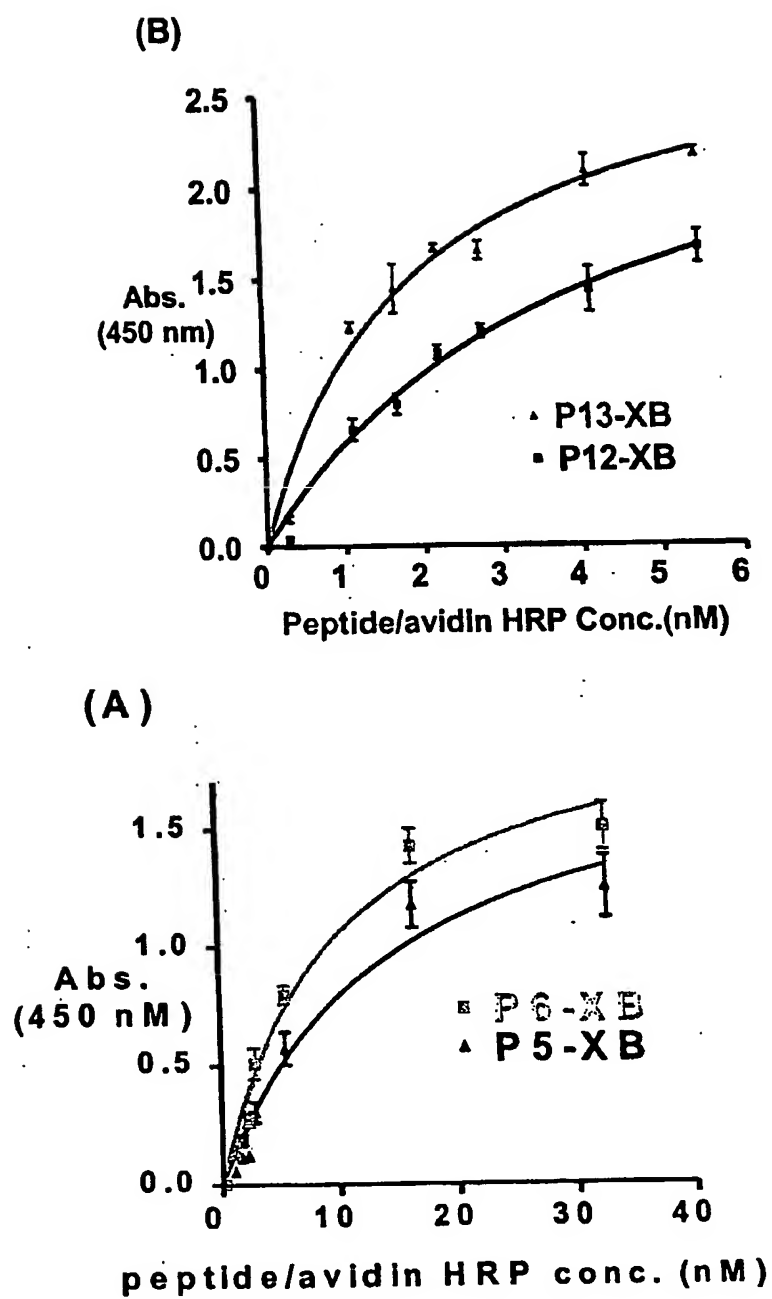 (B)
2.5
2.0
1.5
Abs.
(450 nm)
1.0
0.5
0.0
P13-XB
P12-XB
0 1 2 3 4 5 6
Peptide/avidin HRP Conc.(nM)
(A)
1.5
1.0
Abs.
(450 nM)
0.5
0.0
P6-XB
P5-XB
0 10 20 30 40
peptide/avidin HRP conc. (nM)